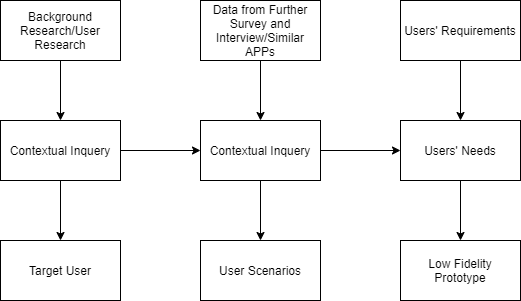 Background
Research/User
Research
Data from Further
Survey and
Interview/Similar
APPs
Users' Requirements
Contextual Inquery
Contextual Inquery
Users' Needs
Target User
User Scenarios
Low Fidelity
Prototype